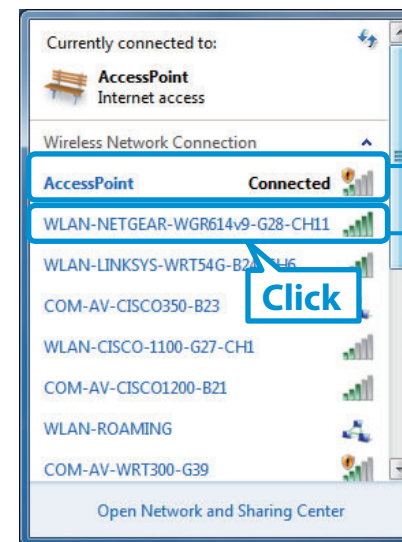 Currently connected to:
AccessPoint
Internet access
Wireless Network Connection
AccessPoint Connected
WLAN-NETGEAR-WGR614v9-G28-CH11
WLAN-LINKSYS-WRT54G-B24-CH6
Click
COM-AV-CISCO350-B23
WLAN-CISCO-1100-G27-CH1
COM-AV-CISCO1200-B21
WLAN-ROAMING
COM-AV-WRT300-G39
Open Network and Sharing Center